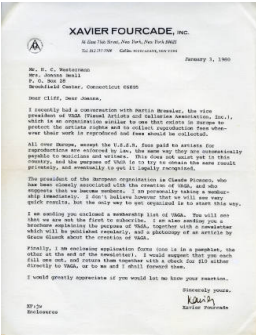 XAVIER FOURCADE, INC.
36 East 75th Street, New York, New York 10021
January 3, 1980
Mr. H. C. Westermann
Mrs. Joanna Beall
P. O. Box 28
Brookfield Center, Connecticut 06805
Dear Cliff, Dear Joanna,
I recently had a conversation with Martin Bressler, the vice
president of VAGA (Visual Artists and Galleries Association, Inc.),
which is an organization similar to one that exists in Europe to
protect the artists rights and to collect reproduction fees when-
ever their work is reproduced and fees should be collected.
All over Europe, except the U.S.S.R, fees paid to artists for
reproductions are enforced by law, the same way they are automatically
payable to musicians and writers. This does not exist yet in this
country, and the purpose of VAGA is to try to obtain the same result
privately, and eventually to get it legally recognized.
The president of the European organization is Claude
who has been closely associated with the creation of VAGA, and who
suggests that we become members. I am personally taking a member-
ship immediately. I don't believe however that we will see very
quick results, but the only way to get organized is to start this way.
I am sending you enclosed a membership list of VAGA. You will see
that we are not the first to subscribe. I am also sending you a
brochure explaining the purpose of VAGA, together with a newsletter
which will be published regularly, and a photocopy of an article by
Grace Glueck about the creation of VAGA.
Finally, I am enclosing application forms (one is in a pamphlet, the
other at the end of the newsletter). I would suggest that you each
fill one out, and return them together with a check for $10 either
directly to VAGA, or to me and I shall forward them.
I would greatly appreciate if you would let me know your reaction.
Sincerely yours,
Xavier
Xavier Fourcade
XF:jw
Enclosures